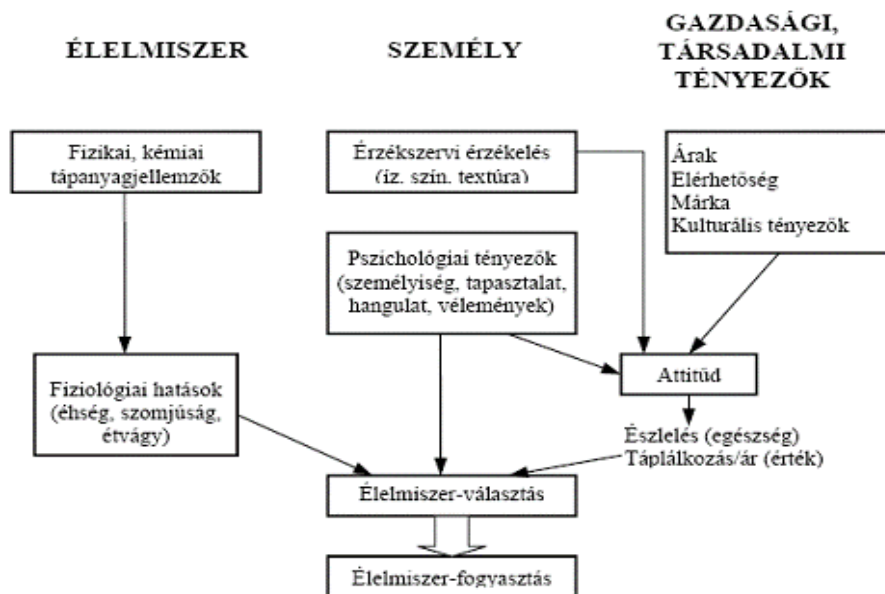 ÉLELMISZER
SZEMÉLY
GAZDASÁGI,
TÁRSADALMI
TÉNYEZŐK
Fizikai, kémiai
tápanyagjellemzők
Érzékszervi érzékelés
(íz. szín. textúra)
Árak
Elérhetőség
Márka
Kulturális tényezők
Pszichológiai tényezők
(személyiség, tapasztalat,
hangulat, vélemények)
Fiziológiai hatások
(éhség, szomjúság,
étvágy)
Attitűd
Észlelés (egészség)
Táplálkozás/ár (érték)
Élelmiszer-választás
Élelmiszer-fogyasztás